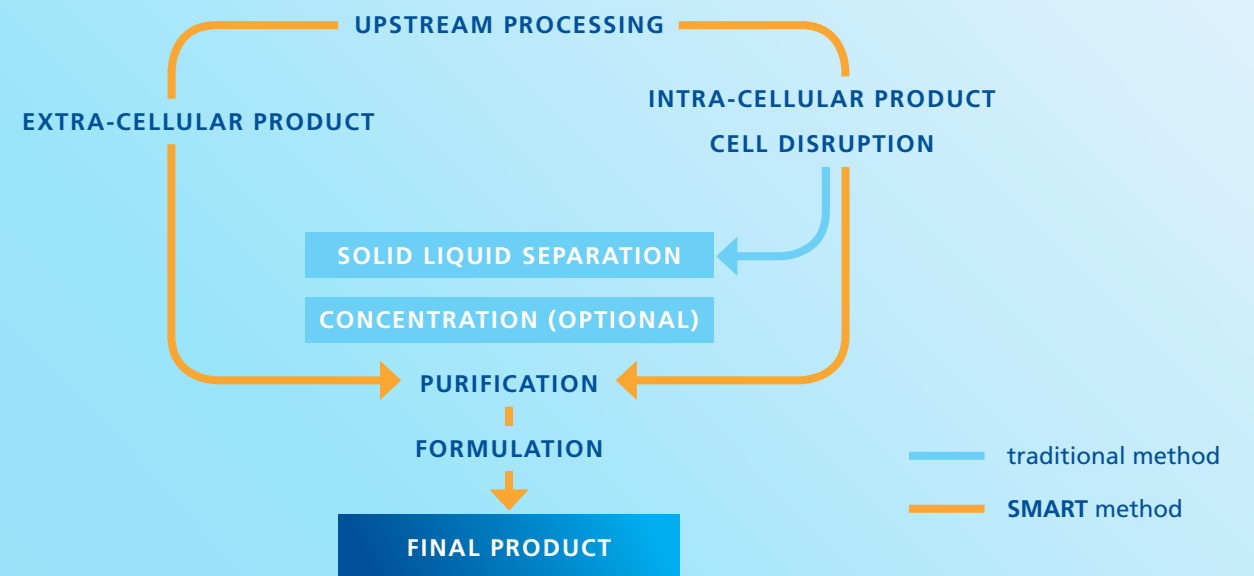 UPSTREAM PROCESSING
EXTRA-CELLULAR PRODUCT
INTRA-CELLULAR PRODUCT
CELL DISRUPTION
SOLID LIQUID SEPARATION
CONCENTRATION (OPTIONAL)
PURIFICATION
FORMULATION
FINAL PRODUCT
traditional method
SMART method